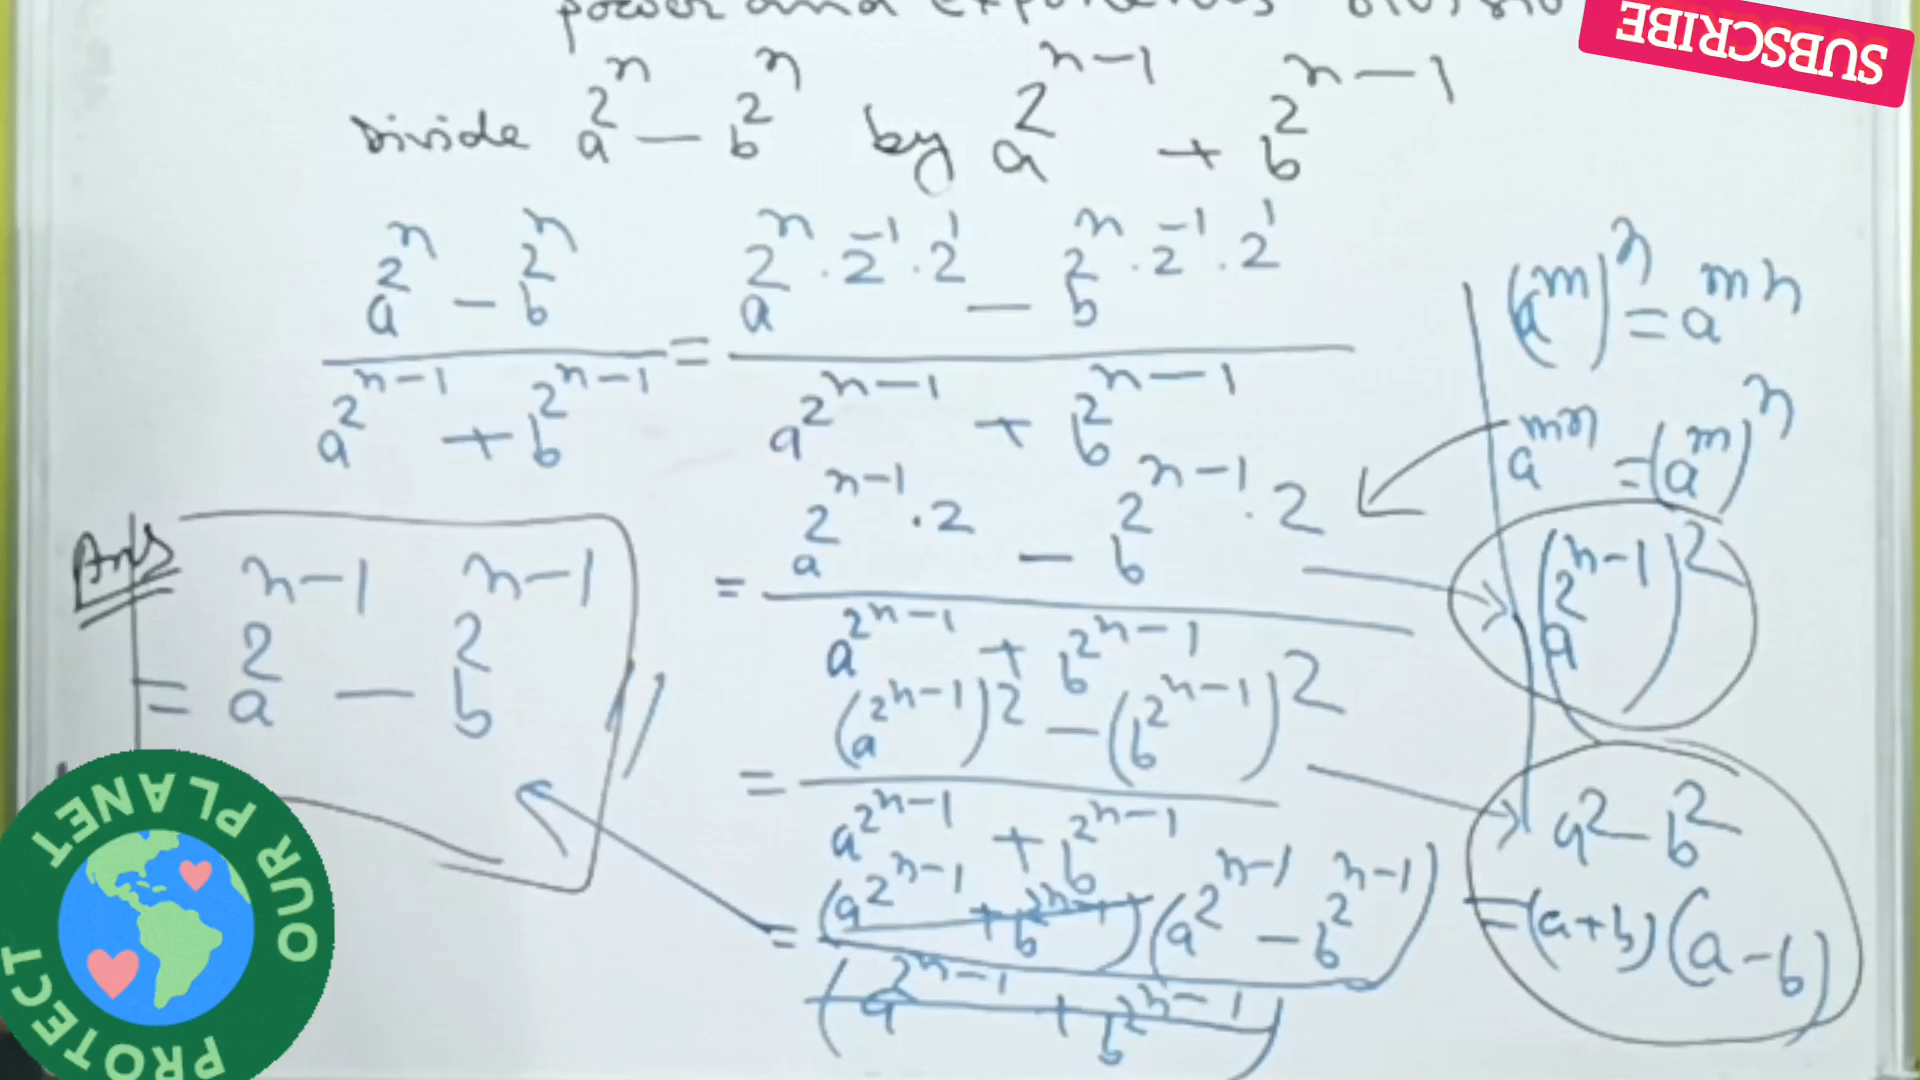 power and exponents
SUBSCRIBE
Divide a^2^n − b^2^n by a^2^(n−1) + b^2^(n−1)
(a^2^n − b^2^n)/(a^2^(n−1) + b^2^(n−1)) = (a^(2^n · 2^−1 · 2^1) − b^(2^n · 2^−1 · 2^1))/(a^2^(n−1) + b^2^(n−1))
(a^m)^n = a^mn
a^mn = (a^m)^n
= (a^(2^(n−1) · 2) − b^(2^(n−1) · 2))/(a^2^(n−1) + b^2^(n−1))
(a^2^(n−1))^2
= ((a^2^(n−1))^2 − (b^2^(n−1))^2)/(a^2^(n−1) + b^2^(n−1))
a^2 − b^2
= (a+b)(a−b)
= (a^2^(n−1) + b^2^(n−1))(a^2^(n−1) − b^2^(n−1))/(a^2^(n−1) + b^2^(n−1))
Ans
= a^2^(n−1) − b^2^(n−1)
PROTECT OUR PLANET